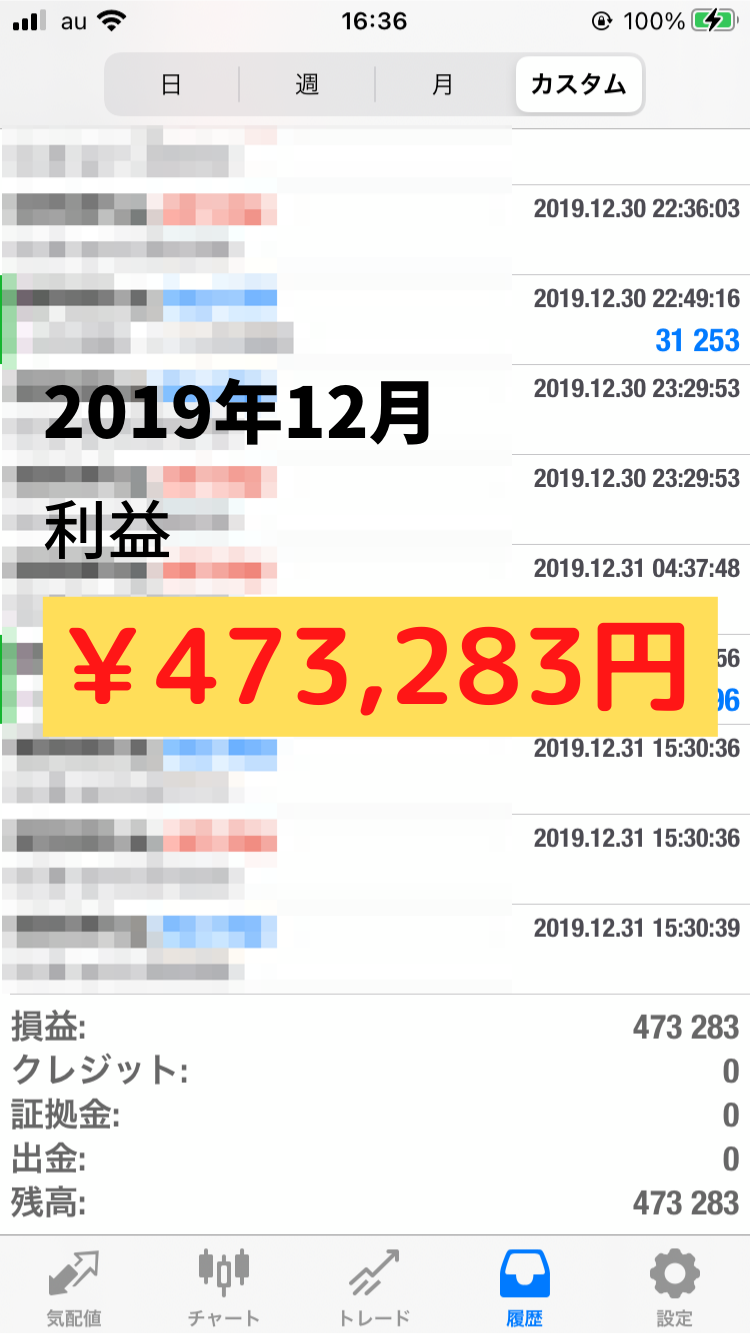 au 16:36 100%
日 週 月 カスタム
2019.12.30 22:36:03
2019.12.30 22:49:16
31 253
2019.12.30 23:29:53
2019年12月
2019.12.30 23:29:53
利益
2019.12.31 04:37:48
¥473,283円
56
96
2019.12.31 15:30:36
2019.12.31 15:30:36
2019.12.31 15:30:39
損益: 473 283
クレジット: 0
証拠金: 0
出金: 0
残高: 473 283
気配値 チャート トレード 履歴 設定